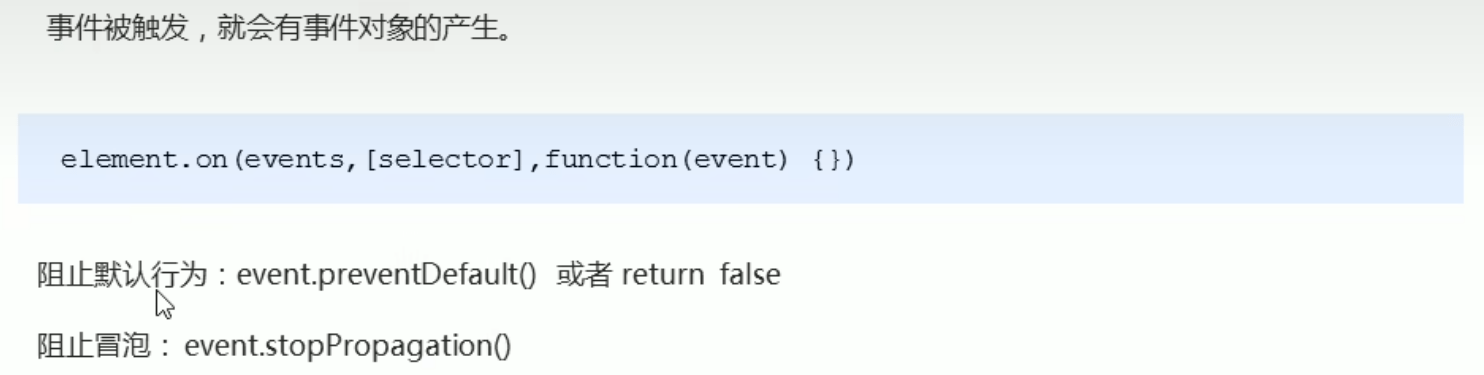 事件被触发，就会有事件对象的产生。
element.on(events,[selector],function(event) {})
阻止默认行为：event.preventDefault() 或者 return false
阻止冒泡： event.stopPropagation()